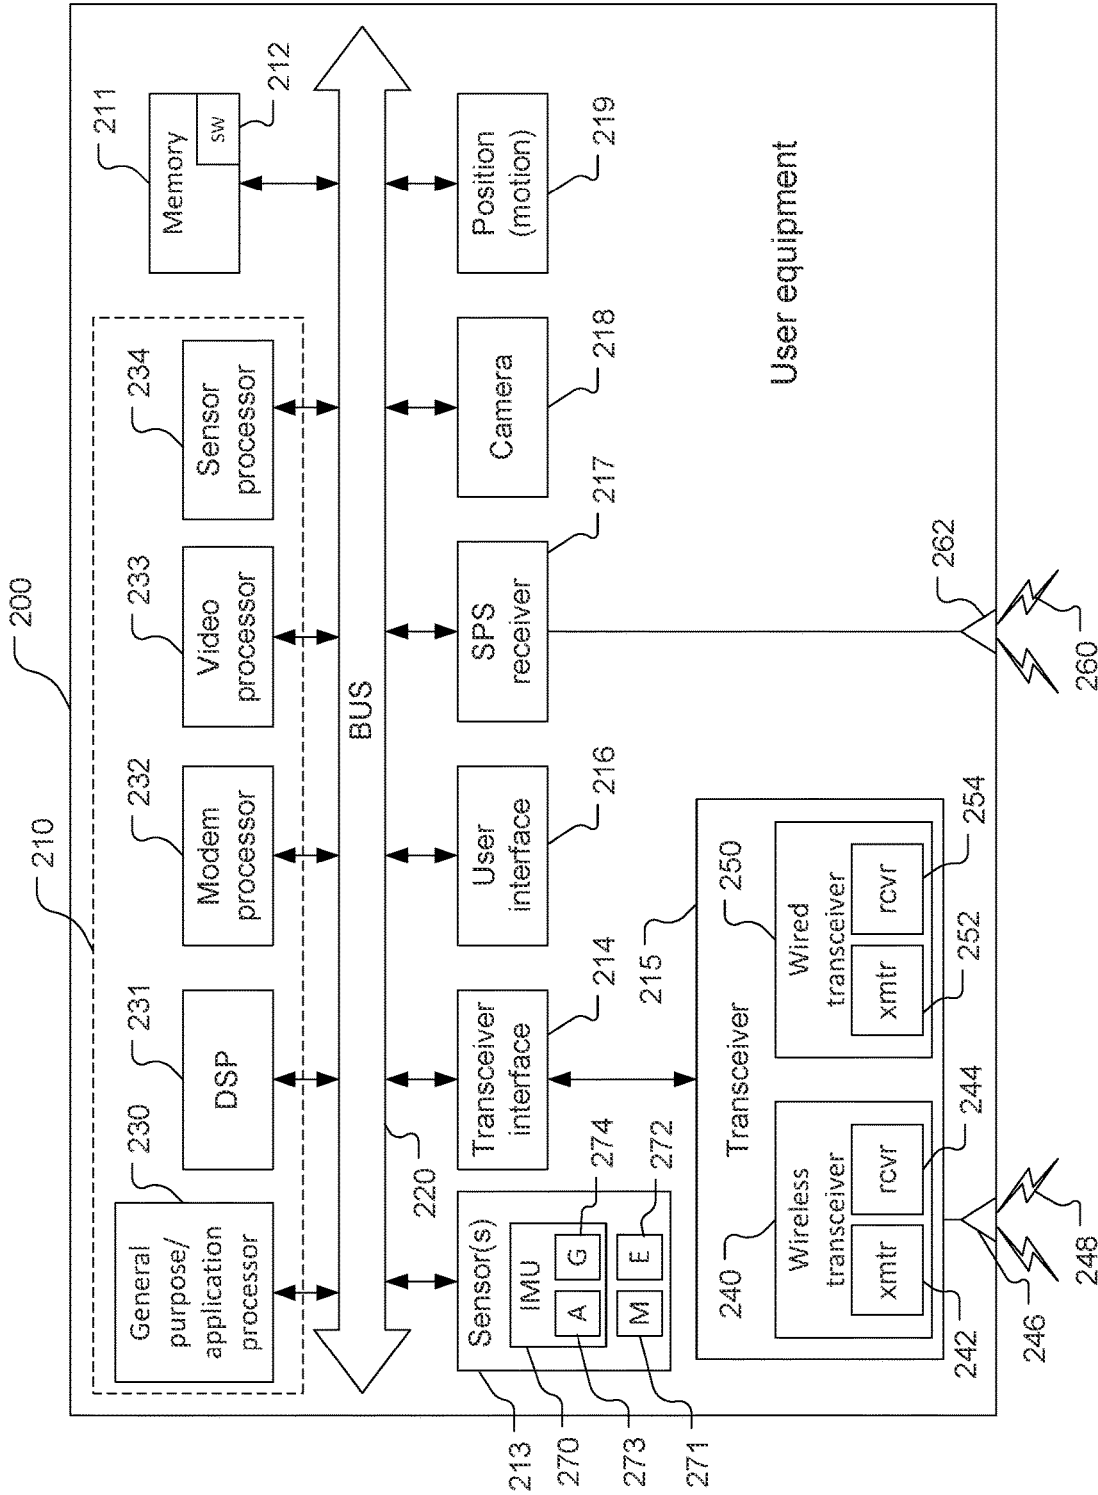 200
210
230
231
232
233
234
211
General
purpose/
application
processor
DSP
Modem
processor
Video
processor
Sensor
processor
Memory
sw
212
BUS
220
Sensor(s)
IMU
A
G
M
E
213
270
273
271
274
272
Transceiver
interface
214
User
interface
216
SPS
receiver
217
Camera
218
Position
(motion)
219
215
Transceiver
240
Wireless
transceiver
xmtr
rcvr
242
244
250
Wired
transceiver
xmtr
rcvr
252
254
246
248
262
260
User equipment